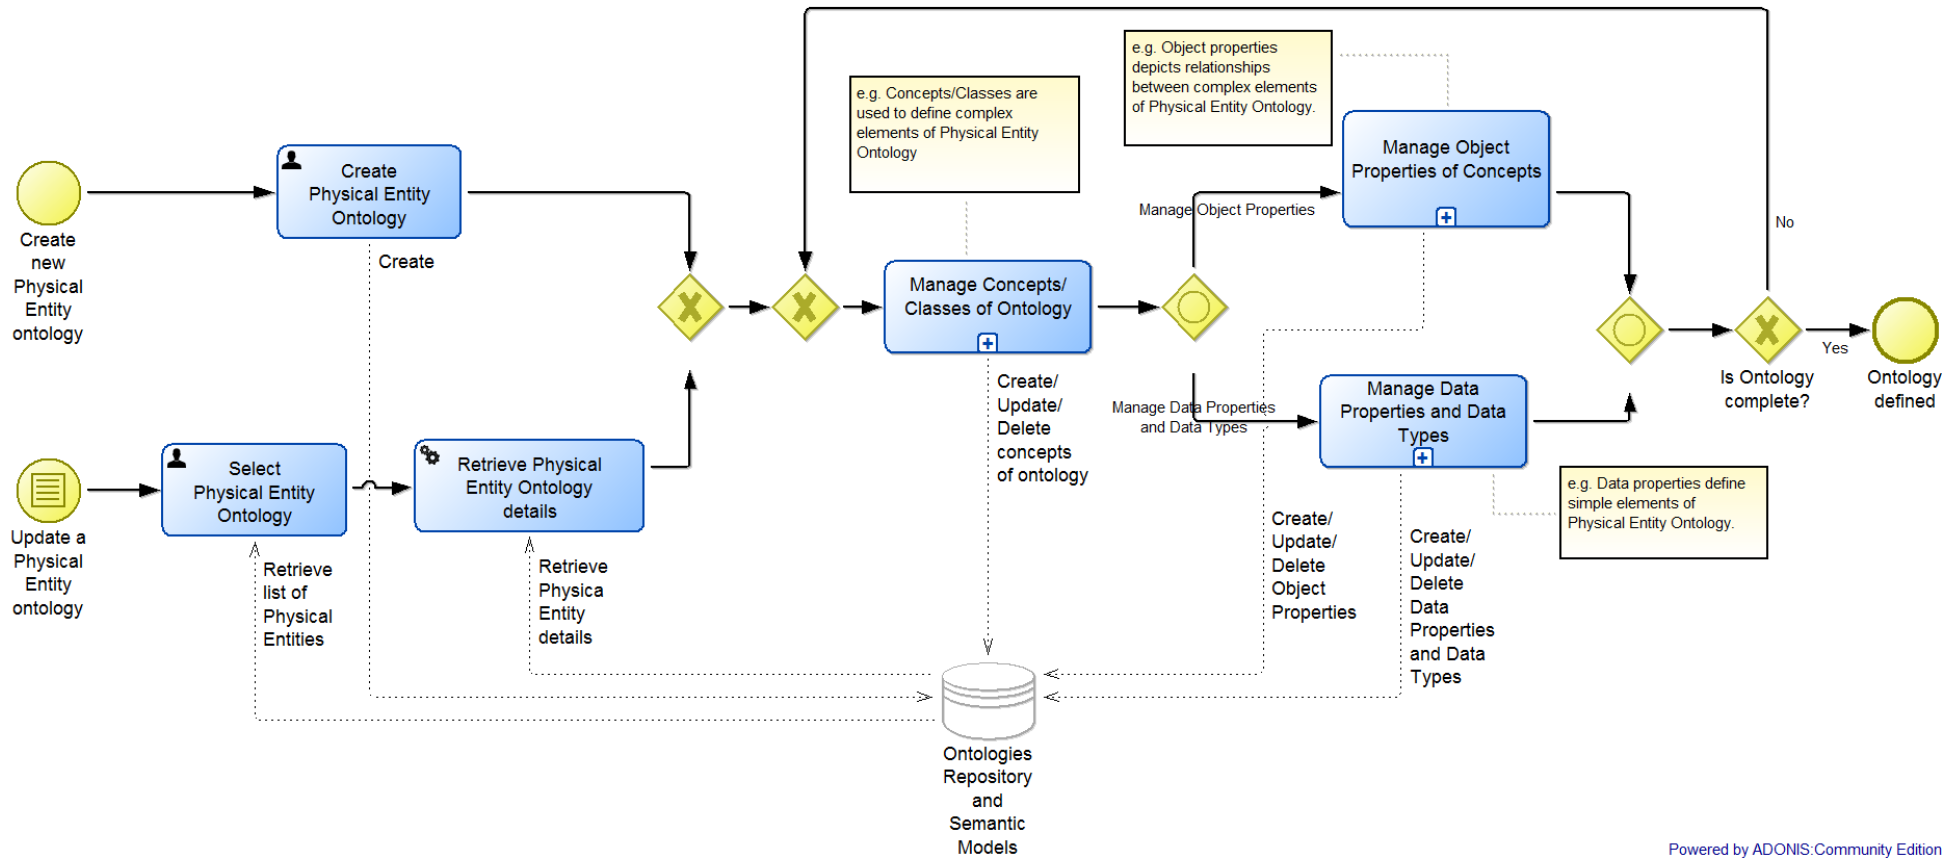 e.g. Object properties
depicts relationships
between complex elements
of Physical Entity Ontology.
e.g. Concepts/Classes are
used to define complex
elements of Physical Entity
Ontology
Create
Physical Entity
Ontology
Manage Object
Properties of Concepts
Create
new
Physical
Entity
ontology
Create
Manage Object Properties
No
Manage Concepts/
Classes of Ontology
Yes
Is Ontology
complete?
Ontology
defined
Create/
Update/
Delete
concepts
of ontology
Manage Data Properties
and Data Types
Manage Data
Properties and Data
Types
Select
Physical Entity
Ontology
Retrieve Physical
Entity Ontology
details
e.g. Data properties define
simple elements of
Physical Entity Ontology.
Update a
Physical
Entity
ontology
Retrieve
list of
Physical
Entities
Retrieve
Physica
Entity
details
Create/
Update/
Delete
Object
Properties
Create/
Update/
Delete
Data
Properties
and Data
Types
Ontologies
Repository
and
Semantic
Models
Powered by ADONIS:Community Edition